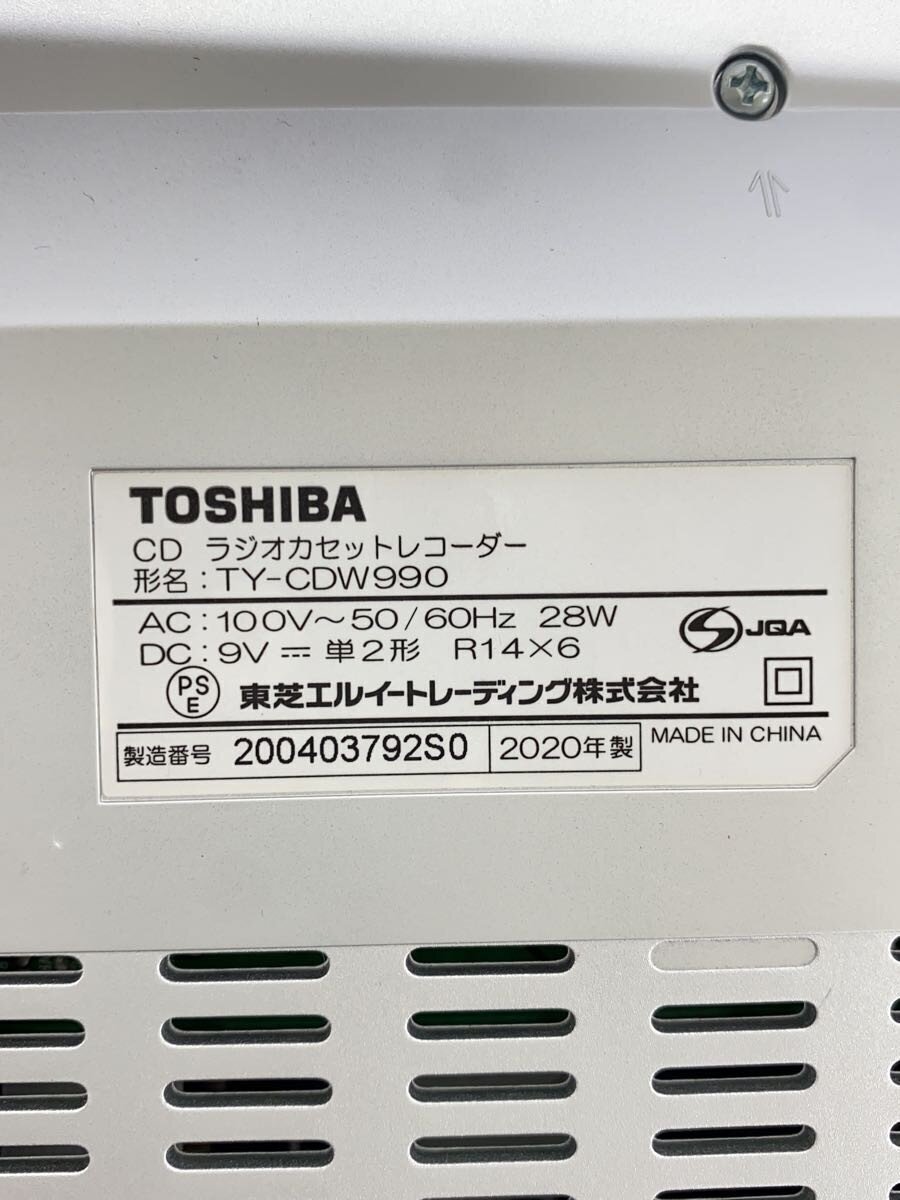 TOSHIBA
CD ラジオカセットレコーダー
形名：TY-CDW990
AC：100V～50/60Hz 28W
JQA
DC：9V ⎓ 単2形 R14×6
PSE 東芝エルイートレーディング株式会社
製造番号 200403792S0 2020年製 MADE IN CHINA